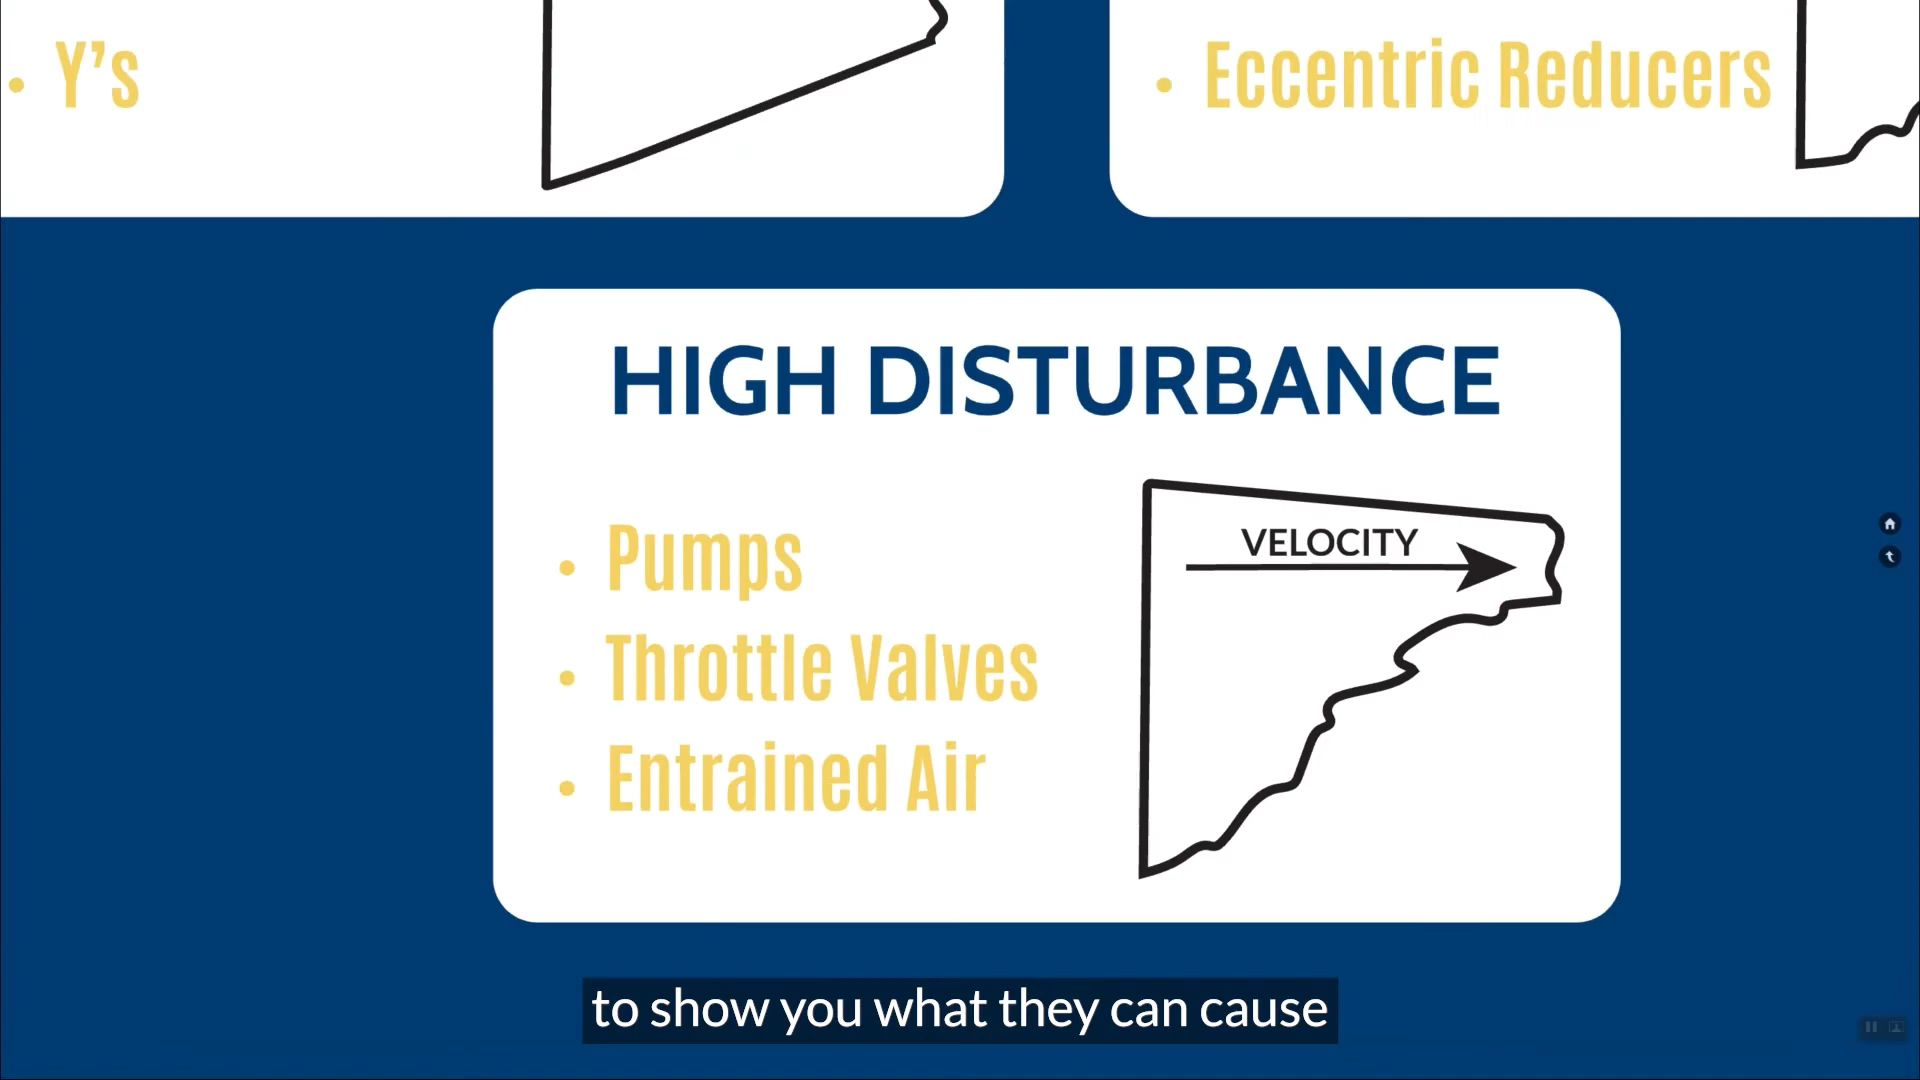 • Y’s
• Eccentric Reducers
HIGH DISTURBANCE
• Pumps
• Throttle Valves
• Entrained Air
VELOCITY
to show you what they can cause